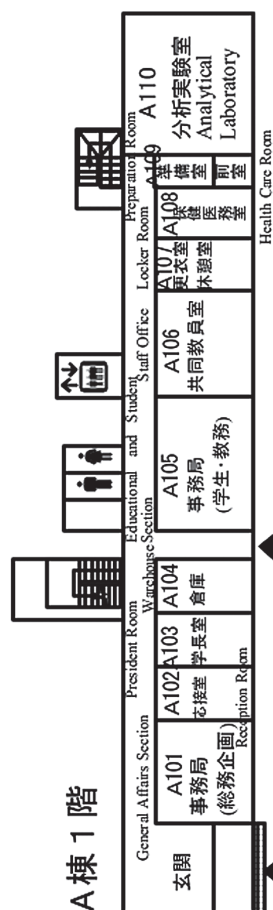 A110
分析実験室
Analytical
Laboratory
Preparation Room
A109
準備室
前室
Health Care Room
A108
保健医務室
Locker Room
A107
更衣室
休憩室
Staff Office
A106
共同教員室
Educational and Student
Section
A105
事務局
(学生・教務)
Warehouse
A104
倉庫
President Room
A103
学長室
A102
応接室
Reception Room
General Affairs Section
A101
事務局
(総務企画)
玄関
A棟1階